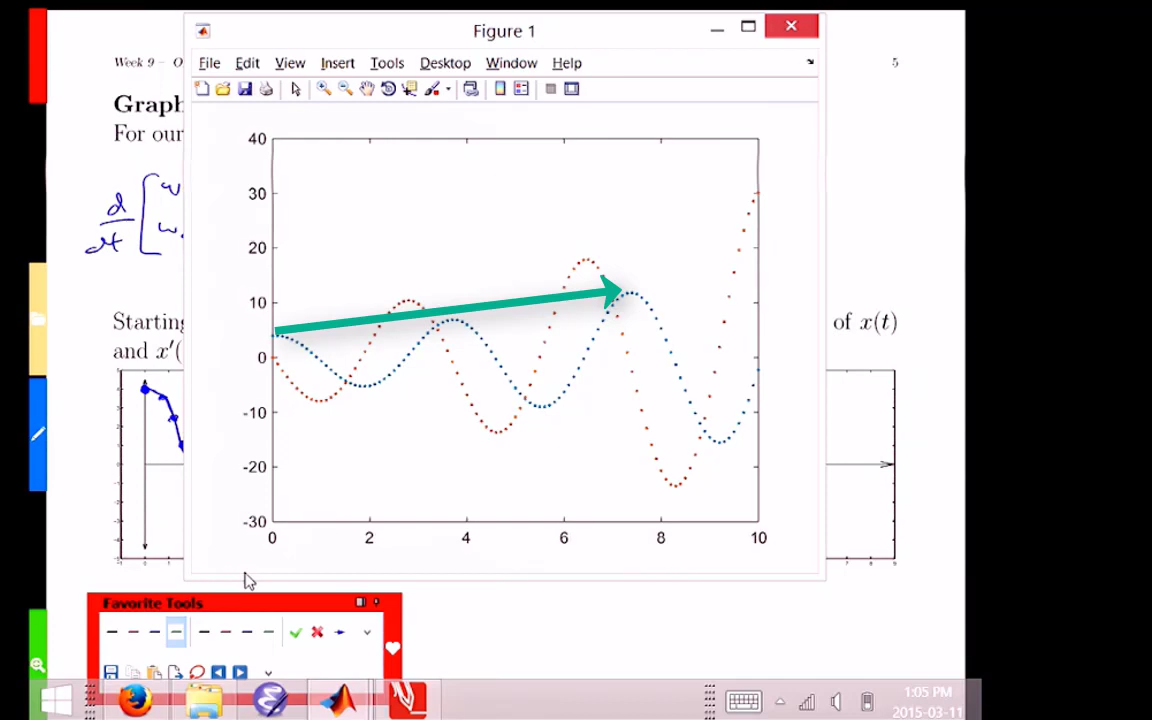 Figure 1
Week 9 – O
5
File Edit View Insert Tools Desktop Window Help
Graph
For our
d
dt
w
w
40
30
20
10
0
-10
-20
-30
0 2 4 6 8 10
Starting
of x(t)
and x′(
Favorite Tools
1:05 PM
2015-03-11